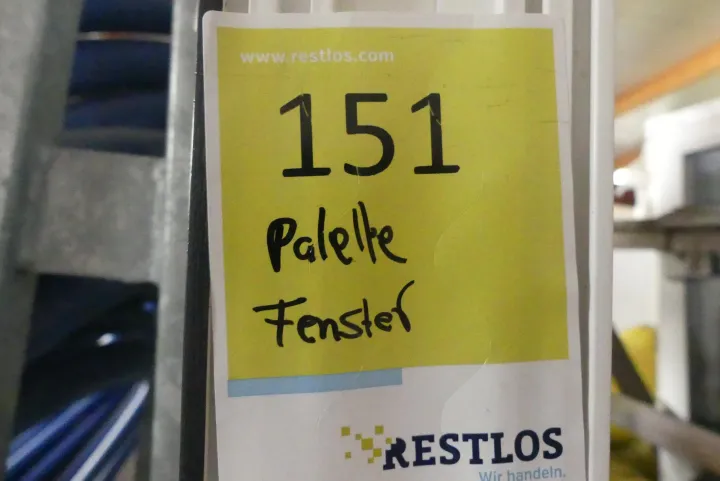 www.restlos.com
151
Palette
Fenster
RESTLOS
Wir handeln.